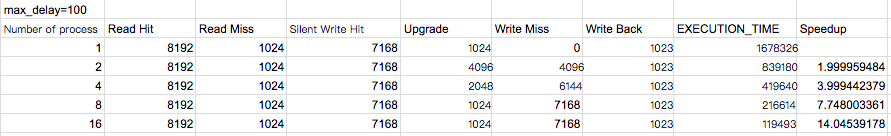 max_delay=100
Number of process Read Hit Read Miss Silent Write Hit Upgrade Write Miss Write Back EXECUTION_TIME Speedup
1 8192 1024 7168 1024 0 1023 1678326
2 8192 1024 7168 4096 4096 1023 839180 1.999959484
4 8192 1024 7168 2048 6144 1023 419640 3.999442379
8 8192 1024 7168 1024 7168 1023 216614 7.748003361
16 8192 1024 7168 1024 7168 1023 119493 14.04539178